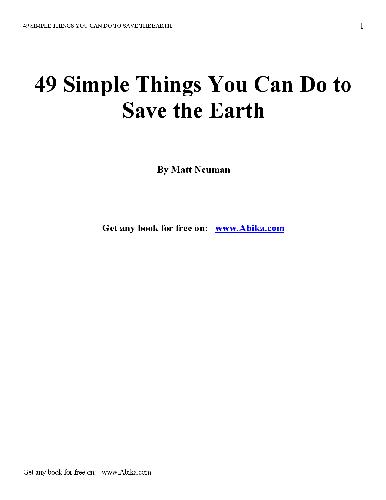 49 SIMPLE THINGS YOU CAN DO TO SAVE THE EARTH 1
49 Simple Things You Can Do to
Save the Earth
By Matt Neuman
Get any book for free on: www.Abika.com
Get any book for free on: www.Abika.com